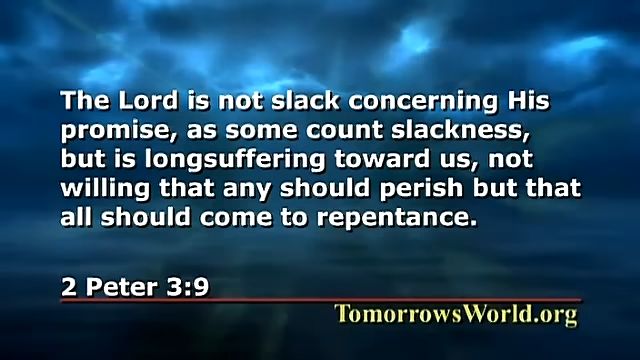 The Lord is not slack concerning His
promise, as some count slackness,
but is longsuffering toward us, not
willing that any should perish but that
all should come to repentance.
2 Peter 3:9
TomorrowsWorld.org